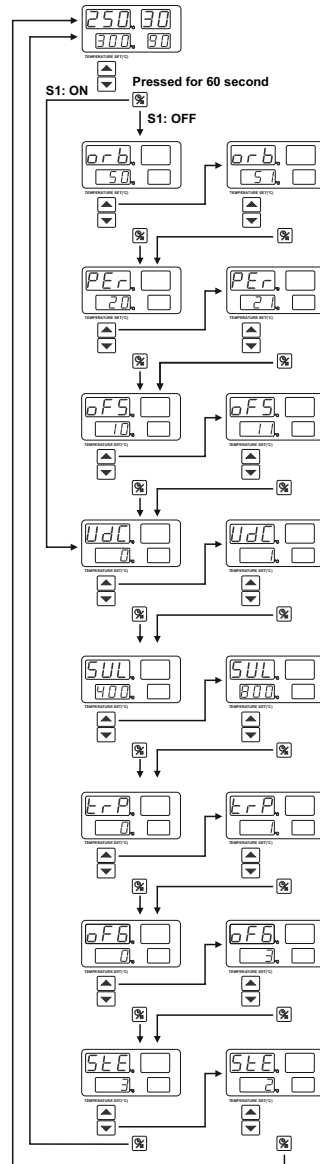 250. 30
300. 90
TEMPERATURE SET(°C)
Pressed for 60 second
S1: ON
%
S1: OFF
orb. orb.
50. 51.
TEMPERATURE SET(°C) TEMPERATURE SET(°C)
% %
PEr. PEr.
20. 21.
TEMPERATURE SET(°C) TEMPERATURE SET(°C)
% %
oFS. oFS.
10. 11.
TEMPERATURE SET(°C) TEMPERATURE SET(°C)
% %
UdC. UdC.
0. 1.
TEMPERATURE SET(°C) TEMPERATURE SET(°C)
% %
SUL. SUL.
400. 800.
TEMPERATURE SET(°C) TEMPERATURE SET(°C)
% %
trP. trP.
0. 1.
TEMPERATURE SET(°C) TEMPERATURE SET(°C)
% %
oF6. oF6.
0. 3.
TEMPERATURE SET(°C) TEMPERATURE SET(°C)
% %
StE. StE.
3. 2.
TEMPERATURE SET(°C) TEMPERATURE SET(°C)
% %